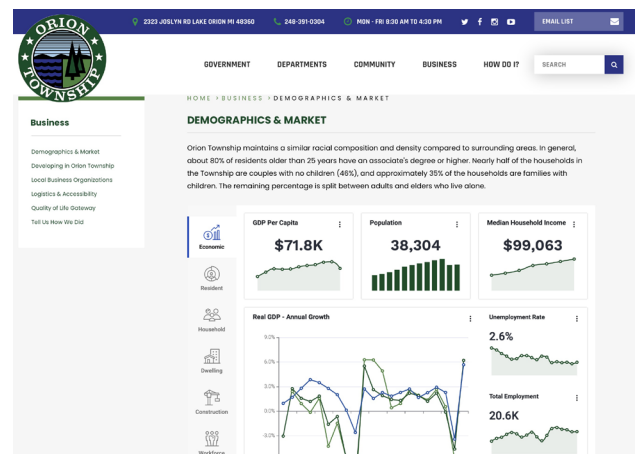 ORION
TOWNSHIP
2323 JOSLYN RD LAKE ORION MI 48360
248-391-0304
MON - FRI 8:30 AM TO 4:30 PM
EMAIL LIST
GOVERNMENT
DEPARTMENTS
COMMUNITY
BUSINESS
HOW DO I?
SEARCH
HOME > BUSINESS > DEMOGRAPHICS & MARKET
Business
Demographics & Market
Developing in Orion Township
Local Business Organizations
Logistics & Accessibility
Quality of Life Gateway
Tell Us How We Did
DEMOGRAPHICS & MARKET
Orion Township maintains a similar racial composition and density compared to surrounding areas. In general,
about 80% of residents older than 25 years have an associate's degree or higher. Nearly half of the households in
the Township are couples with no children (46%), and approximately 35% of the households are families with
children. The remaining percentage is split between adults and elders who live alone.
Economic
Resident
Household
Dwelling
Construction
Workforce
GDP Per Capita
$71.8K
Population
38,304
Median Household Income
$99,063
Real GDP - Annual Growth
9.0%
6.0%
3.0%
0.0%
-3.0%
Unemployment Rate
2.6%
Total Employment
20.6K